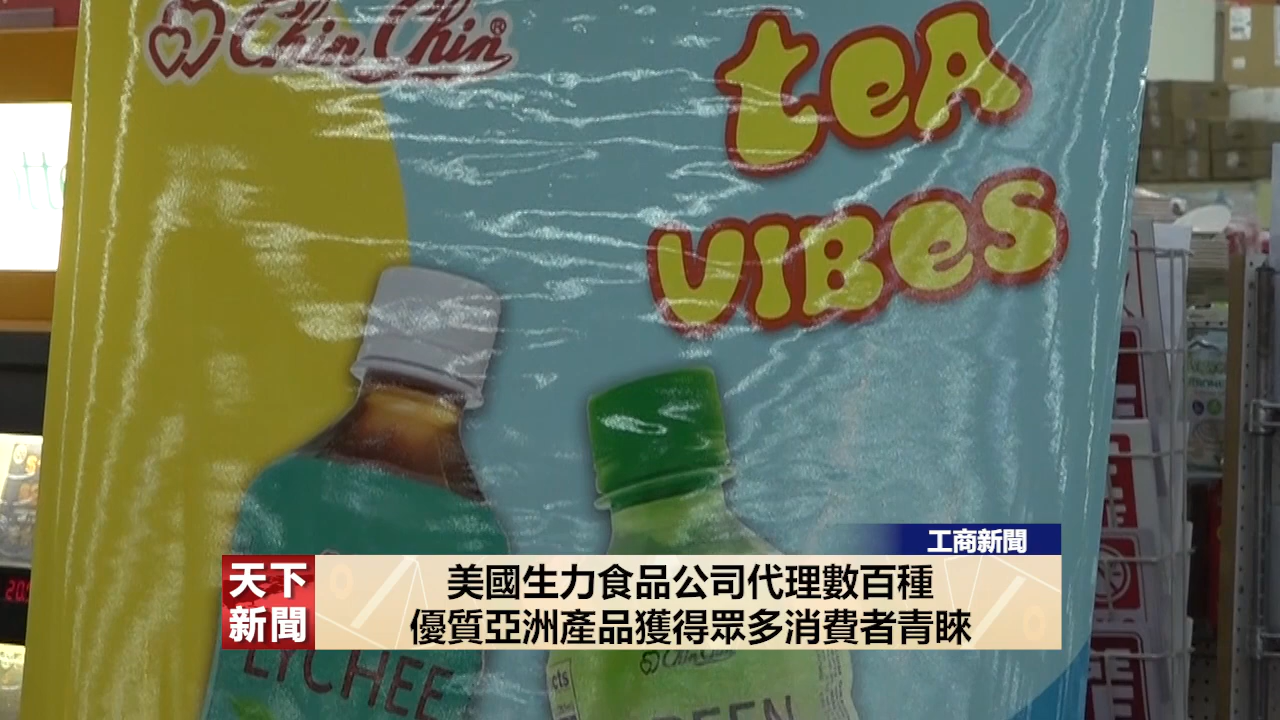 Chin Chin®
tea
VIBes
工商新聞
天下
新聞
美國生力食品公司代理數百種
優質亞洲產品獲得眾多消費者青睞
LYCHEE
Chin Chin